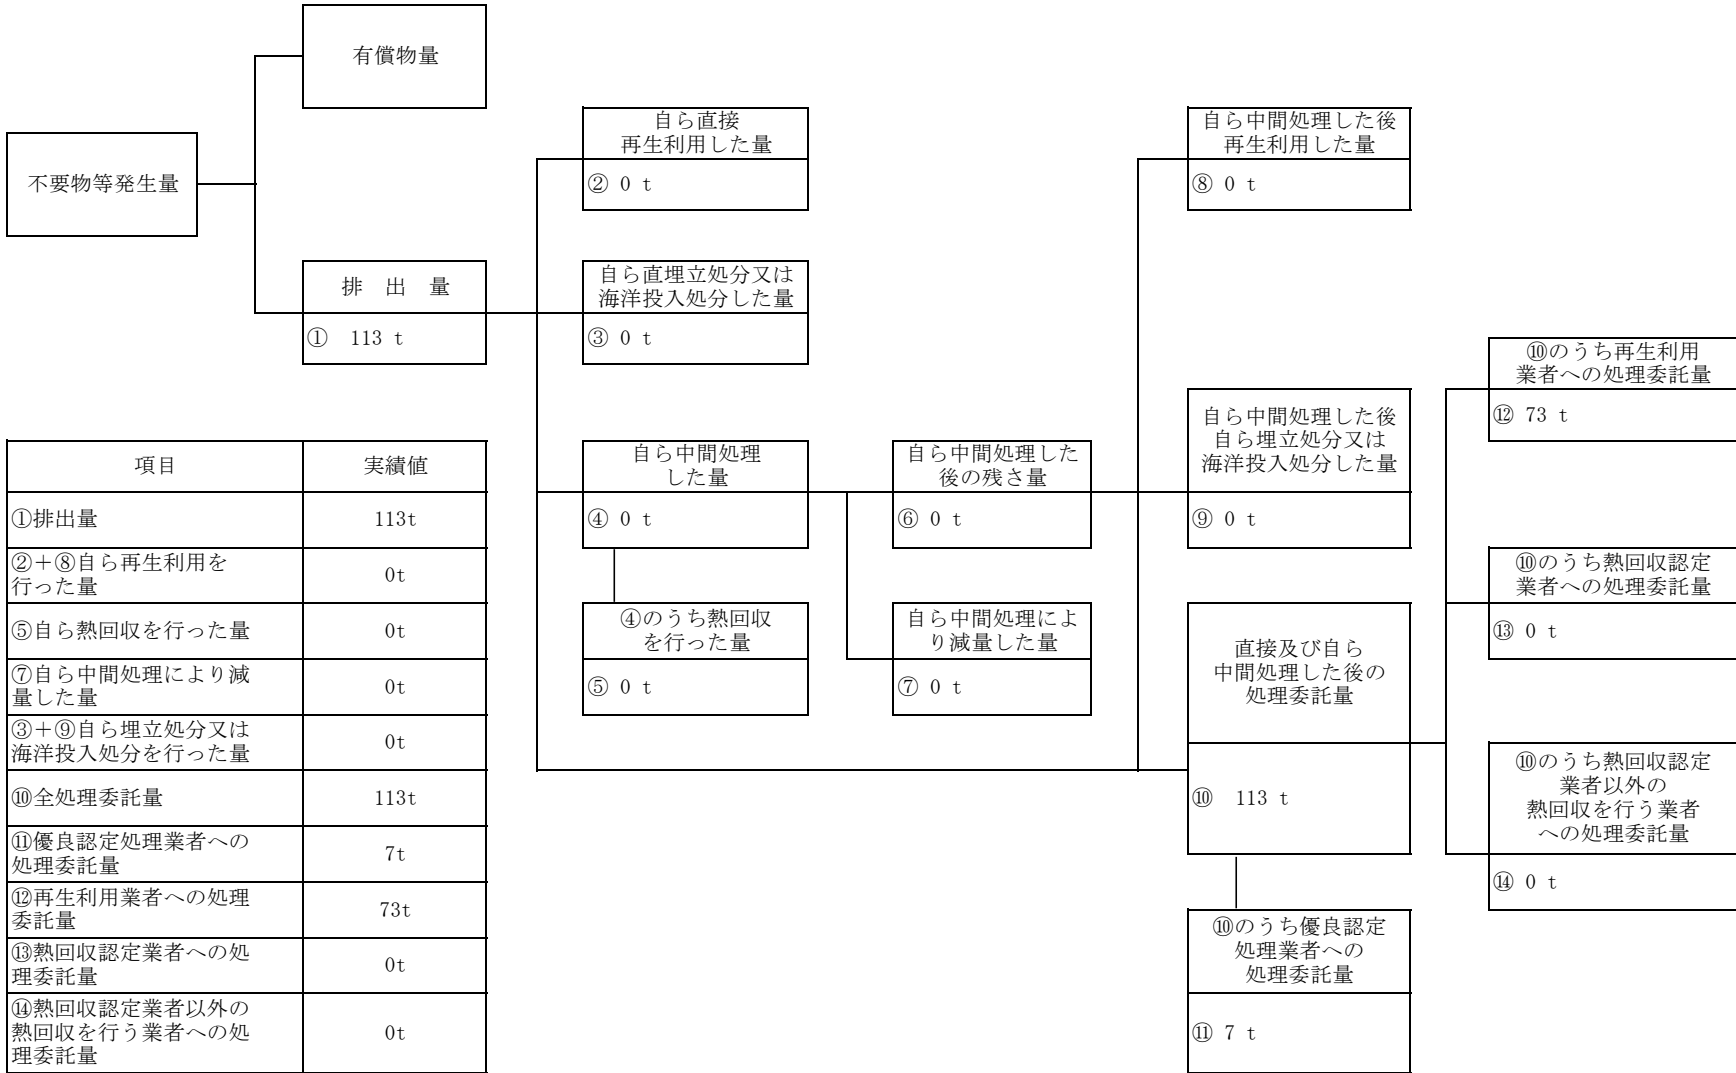 有償物量
不要物等発生量
排 出 量
① 113 t
自ら直接
再生利用した量
② 0 t
自ら直埋立処分又は
海洋投入処分した量
③ 0 t
自ら中間処理
した量
④ 0 t
④のうち熱回収
を行った量
⑤ 0 t
自ら中間処理した
後の残さ量
⑥ 0 t
自ら中間処理によ
り減量した量
⑦ 0 t
自ら中間処理した後
再生利用した量
⑧ 0 t
自ら中間処理した後
自ら埋立処分又は
海洋投入処分した量
⑨ 0 t
直接及び自ら
中間処理した後の
処理委託量
⑩ 113 t
⑩のうち優良認定
処理業者への
処理委託量
⑪ 7 t
⑩のうち再生利用
業者への処理委託量
⑫ 73 t
⑩のうち熱回収認定
業者への処理委託量
⑬ 0 t
⑩のうち熱回収認定
業者以外の
熱回収を行う業者
への処理委託量
⑭ 0 t
項目 実績値
①排出量 113t
②＋⑧自ら再生利用を
行った量 0t
⑤自ら熱回収を行った量 0t
⑦自ら中間処理により減
量した量 0t
③＋⑨自ら埋立処分又は
海洋投入処分を行った量 0t
⑩全処理委託量 113t
⑪優良認定処理業者への
処理委託量 7t
⑫再生利用業者への処理
委託量 73t
⑬熱回収認定業者への処
理委託量 0t
⑭熱回収認定業者以外の
熱回収を行う業者への処
理委託量 0t